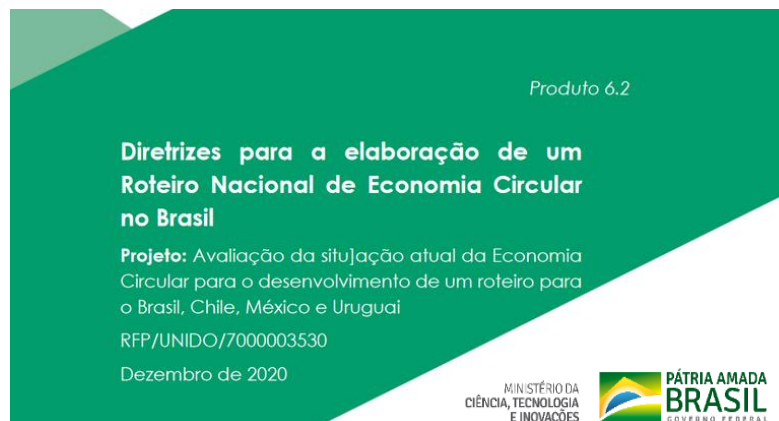 Produto 6.2
Diretrizes para a elaboração de um
Roteiro Nacional de Economia Circular
no Brasil
Projeto: Avaliação da situ]ação atual da Economia
Circular para o desenvolvimento de um roteiro para
o Brasil, Chile, México e Uruguai
RFP/UNIDO/7000003530
Dezembro de 2020
MINISTÉRIO DA
CIÊNCIA, TECNOLOGIA
E INOVAÇÕES
PÁTRIA AMADA
BRASIL
GOVERNO FEDERAL